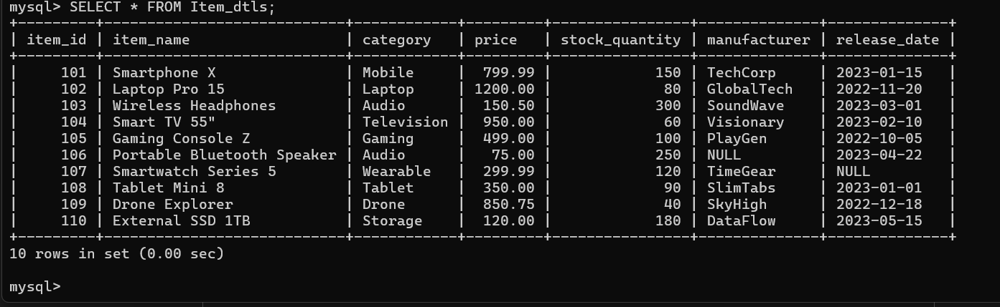 mysql> SELECT * FROM Item_dtls;
+---------+----------------------------+------------+---------+----------------+--------------+--------------+
| item_id | item_name                  | category   | price   | stock_quantity | manufacturer | release_date |
+---------+----------------------------+------------+---------+----------------+--------------+--------------+
|     101 | Smartphone X               | Mobile     |  799.99 |            150 | TechCorp     | 2023-01-15   |
|     102 | Laptop Pro 15              | Laptop     | 1200.00 |             80 | GlobalTech   | 2022-11-20   |
|     103 | Wireless Headphones        | Audio      |  150.50 |            300 | SoundWave    | 2023-03-01   |
|     104 | Smart TV 55"               | Television |  950.00 |             60 | Visionary    | 2023-02-10   |
|     105 | Gaming Console Z           | Gaming     |  499.00 |            100 | PlayGen      | 2022-10-05   |
|     106 | Portable Bluetooth Speaker | Audio      |   75.00 |            250 | NULL         | 2023-04-22   |
|     107 | Smartwatch Series 5        | Wearable   |  299.99 |            120 | TimeGear     | NULL         |
|     108 | Tablet Mini 8              | Tablet     |  350.00 |             90 | SlimTabs     | 2023-01-01   |
|     109 | Drone Explorer             | Drone      |  850.75 |             40 | SkyHigh      | 2022-12-18   |
|     110 | External SSD 1TB           | Storage    |  120.00 |            180 | DataFlow     | 2023-05-15   |
+---------+----------------------------+------------+---------+----------------+--------------+--------------+
10 rows in set (0.00 sec)
mysql>